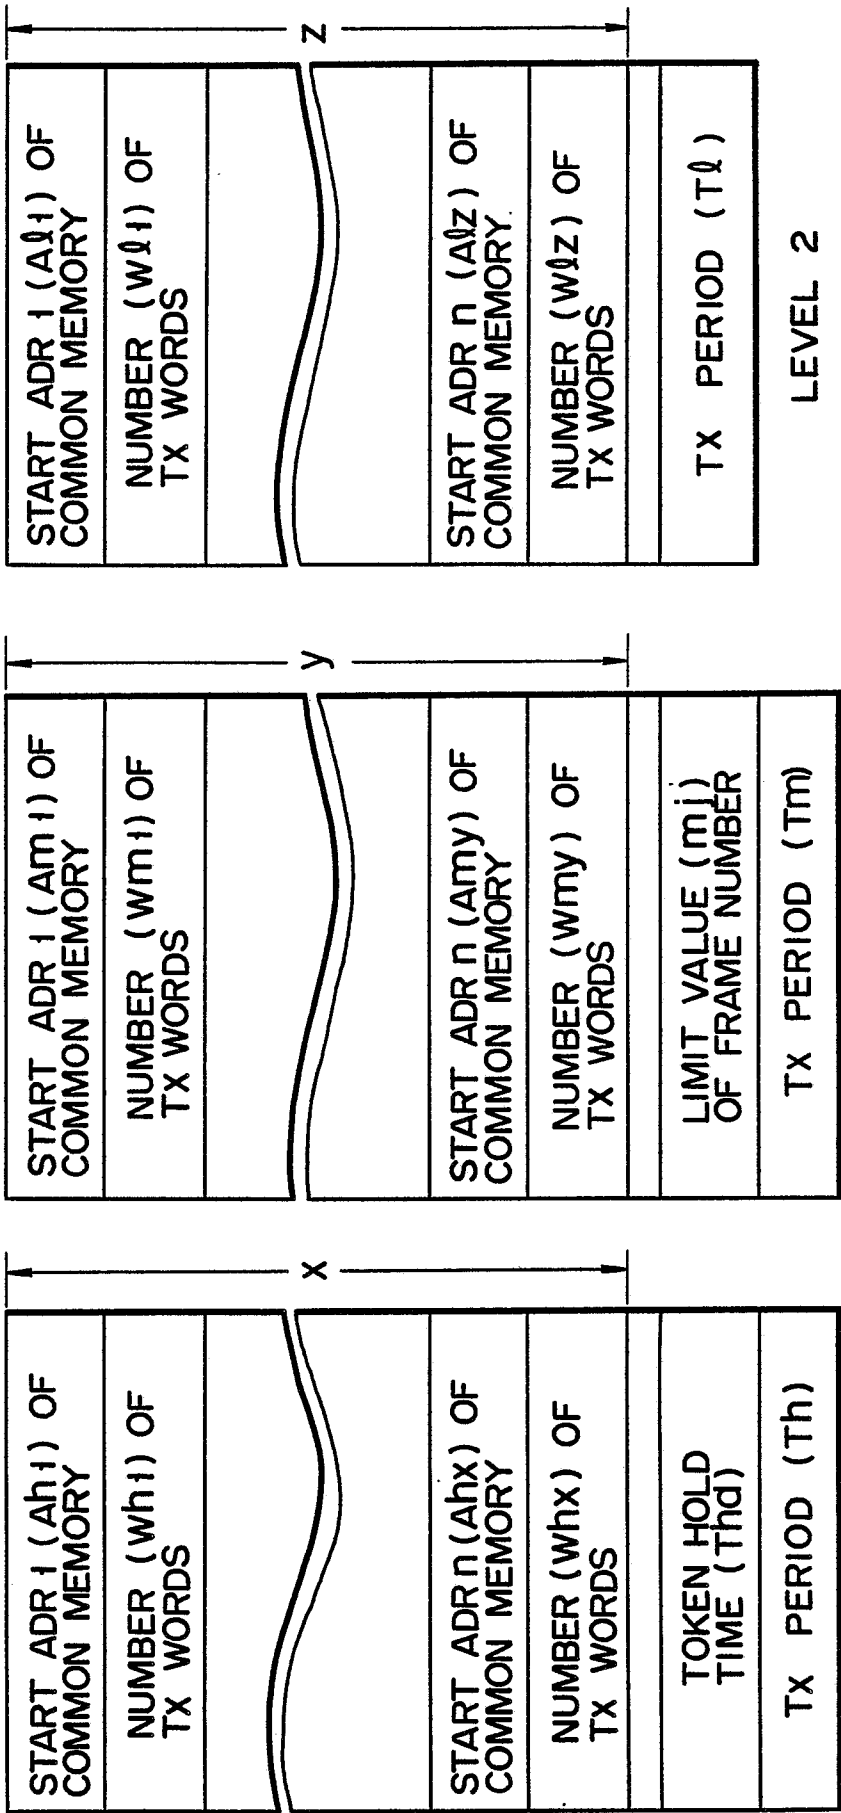 START ADR 1 (Ah1) OF
COMMON MEMORY
NUMBER (Wh1) OF
TX WORDS
START ADR n (Ahx) OF
COMMON MEMORY
NUMBER (Whx) OF
TX WORDS
TOKEN HOLD
TIME (Thd)
TX PERIOD (Th)
x
START ADR 1 (Am1) OF
COMMON MEMORY
NUMBER (Wm1) OF
TX WORDS
START ADR n (Amy) OF
COMMON MEMORY
NUMBER (Wmy) OF
TX WORDS
LIMIT VALUE (mj)
OF FRAME NUMBER
TX PERIOD (Tm)
y
START ADR 1 (Aℓ1) OF
COMMON MEMORY
NUMBER (Wℓ1) OF
TX WORDS
START ADR n (Aℓz) OF
COMMON MEMORY
NUMBER (Wℓz) OF
TX WORDS
TX PERIOD (Tℓ)
z
LEVEL 2